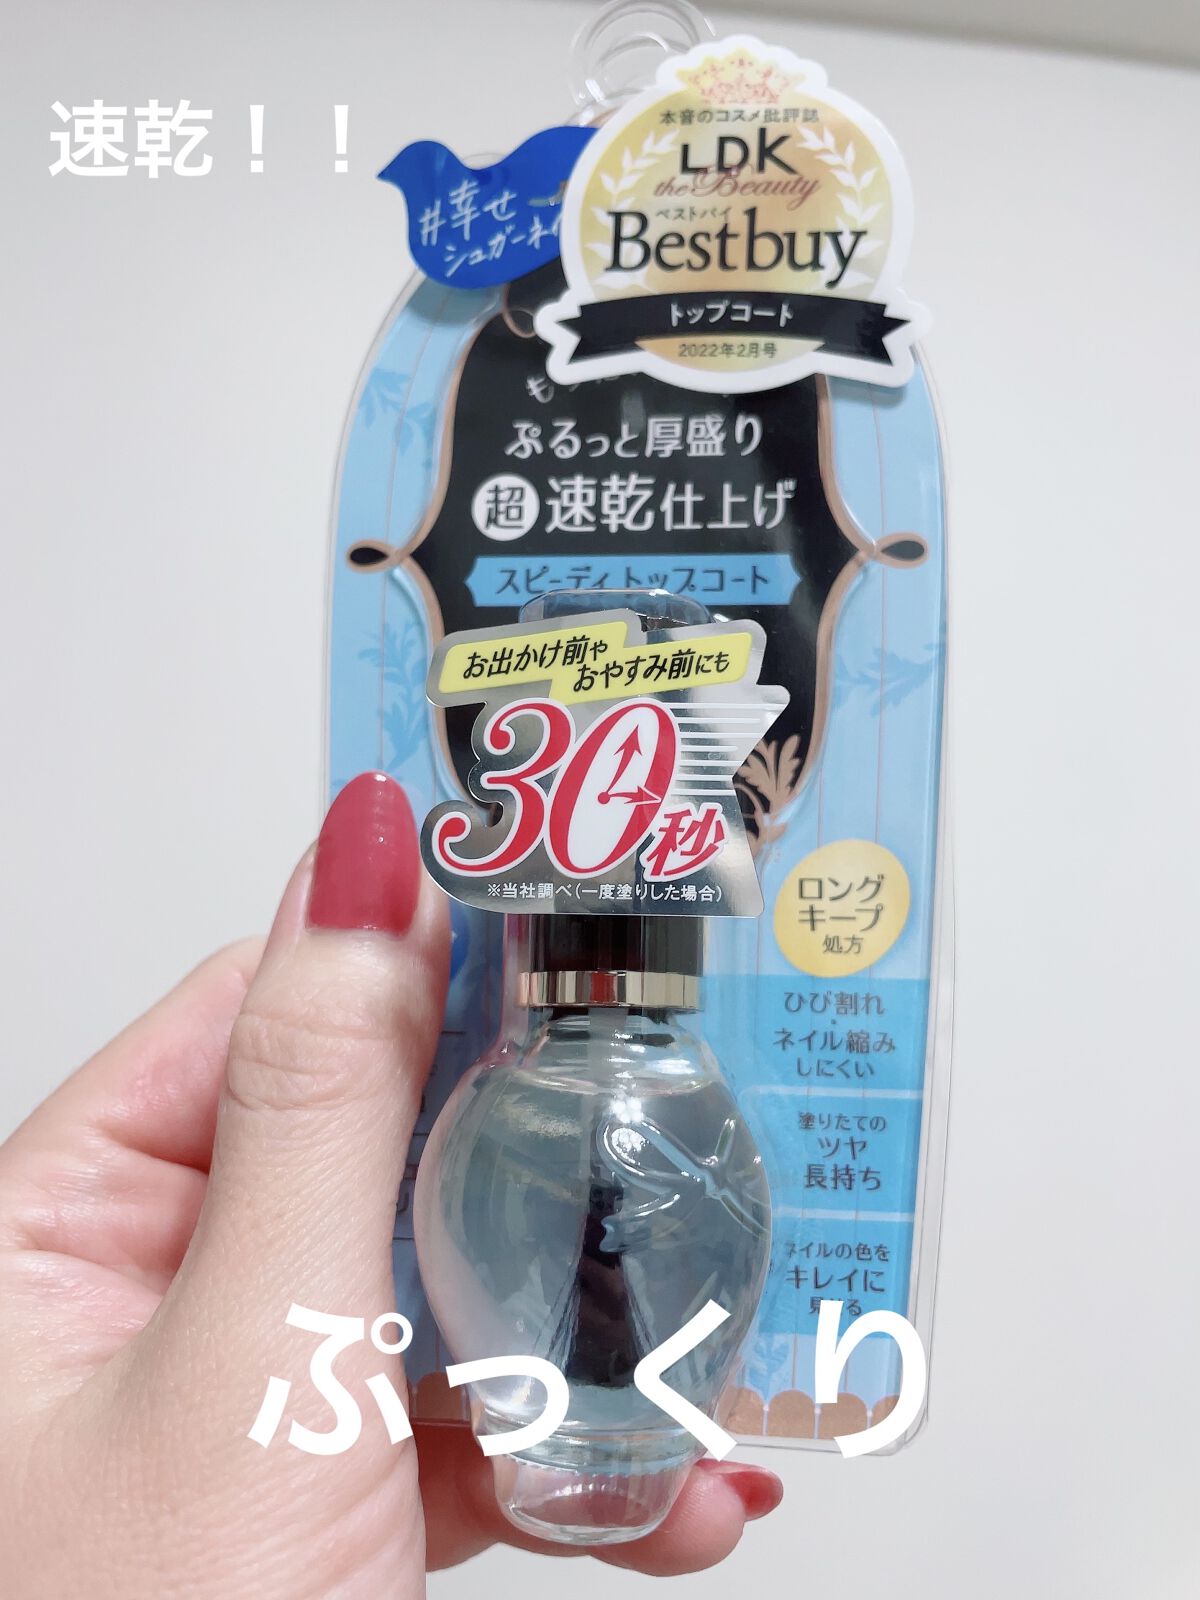 速乾！！
本音のコスメ批評誌
LDK
the Beauty
ベストバイ
Bestbuy
トップコート
2022年2月号
#幸せ
シュガーネイ
ぷるっと厚盛り
超速乾仕上げ
スピーディトップコート
お出かけ前や
おやすみ前にも
30秒
※当社調べ(一度塗りした場合)
ロング
キープ
処方
ひび割れ
・
ネイル縮み
しにくい
塗りたての
ツヤ
長持ち
ネイルの色を
キレイに
見せる
ぷっくり